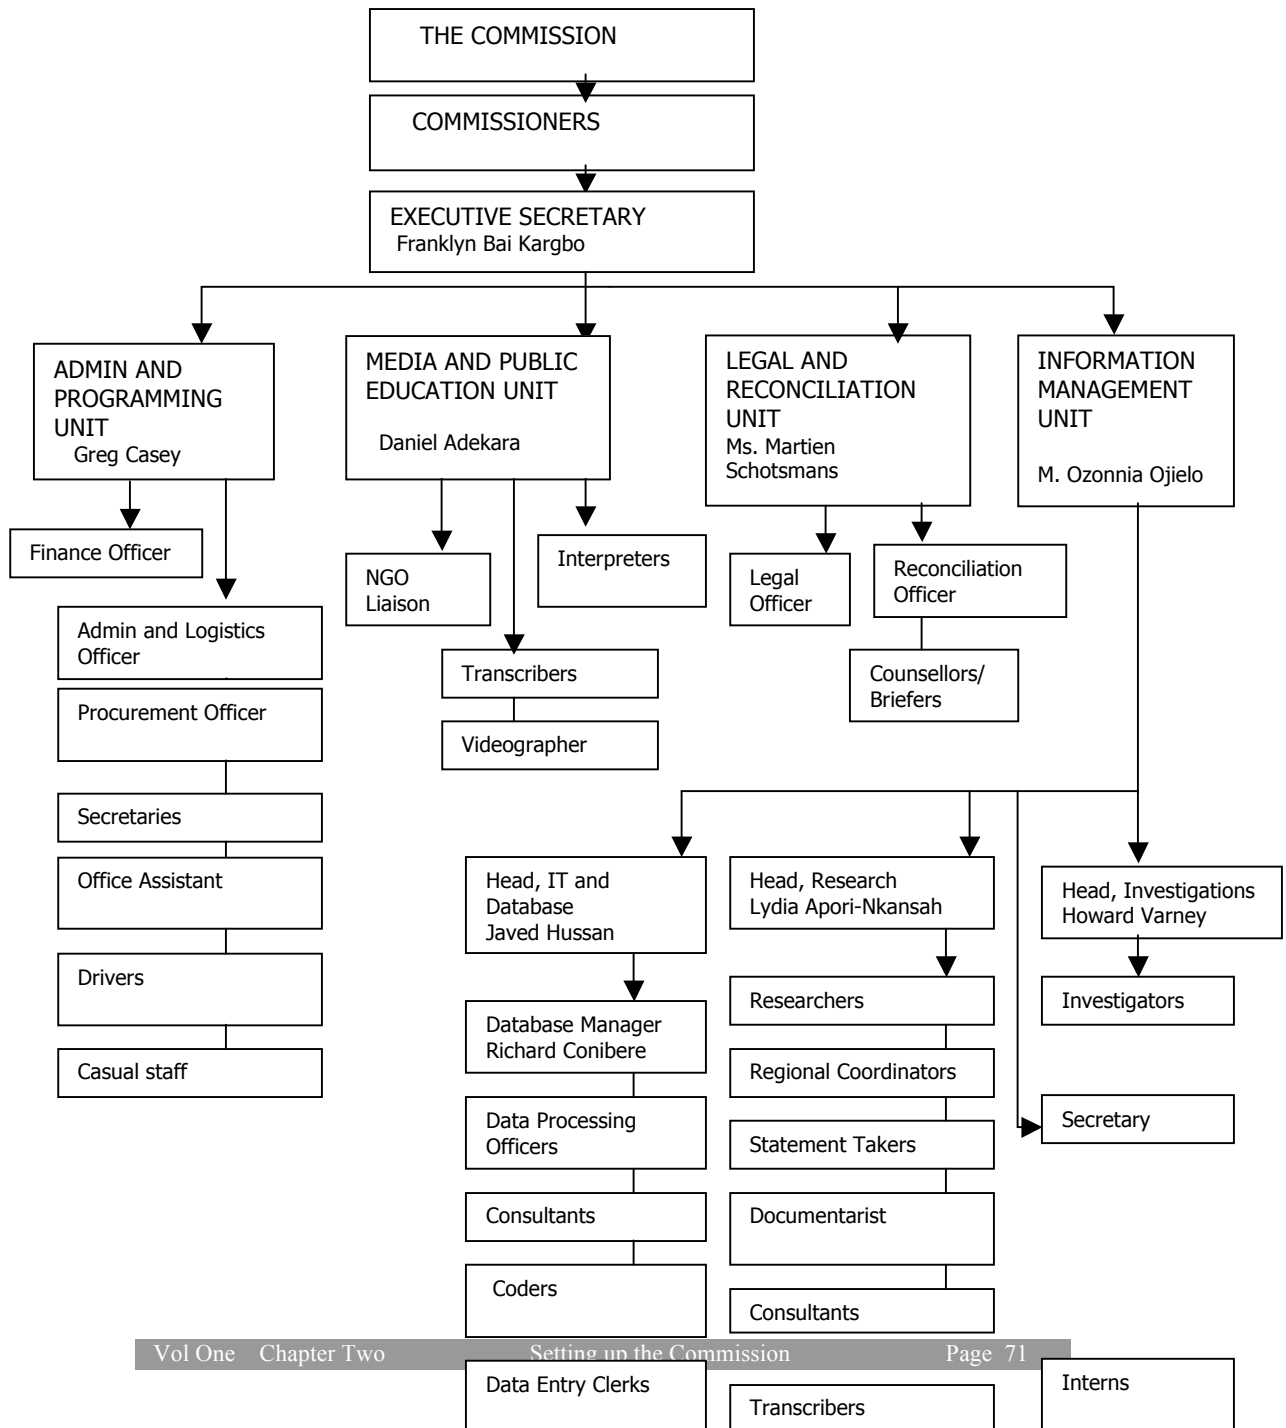 THE COMMISSION
COMMISSIONERS
EXECUTIVE SECRETARY
Franklyn Bai Kargbo
ADMIN AND
PROGRAMMING
UNIT
Greg Casey
MEDIA AND PUBLIC
EDUCATION UNIT
Daniel Adekara
LEGAL AND
RECONCILIATION
UNIT
Ms. Martien
Schotsmans
INFORMATION
MANAGEMENT
UNIT
M. Ozonnia Ojielo
Finance Officer
Admin and Logistics
Officer
Procurement Officer
Secretaries
Office Assistant
Drivers
Casual staff
NGO
Liaison
Interpreters
Transcribers
Videographer
Legal
Officer
Reconciliation
Officer
Counsellors/
Briefers
Head, IT and
Database
Javed Hussan
Database Manager
Richard Conibere
Data Processing
Officers
Consultants
Coders
Data Entry Clerks
Head, Research
Lydia Apori-Nkansah
Researchers
Regional Coordinators
Statement Takers
Documentarist
Consultants
Transcribers
Head, Investigations
Howard Varney
Investigators
Secretary
Interns
Vol One Chapter Two Setting up the Commission Page 71